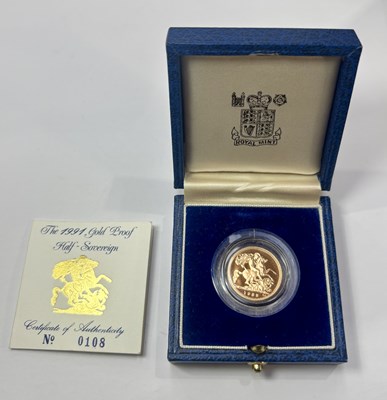 ROYAL MINT
The 1991 Gold Proof
Half-Sovereign
Certificate of Authenticity
No 0108